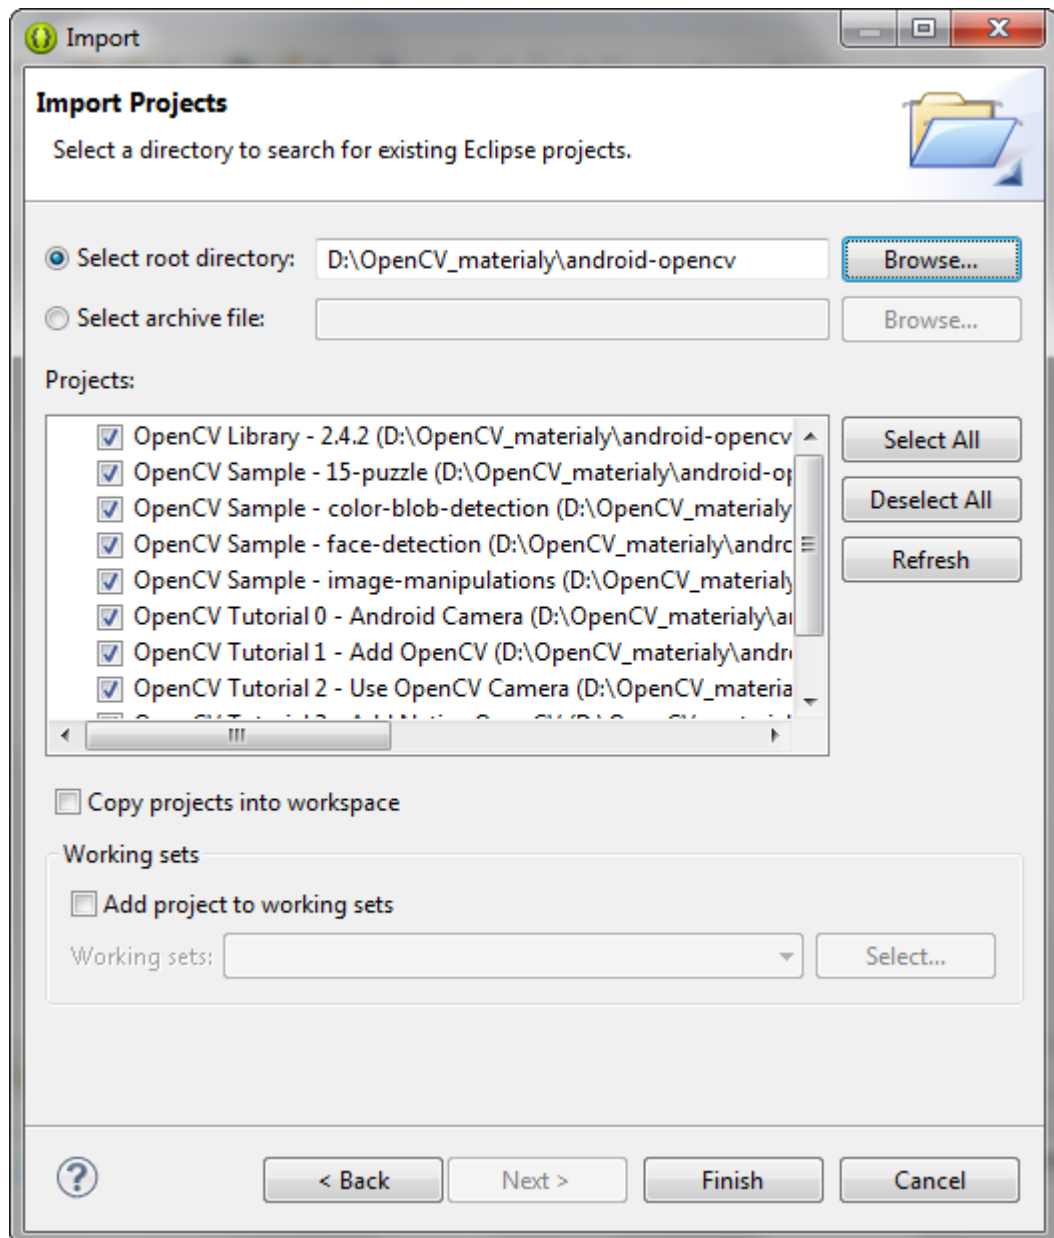 Import
Import Projects
Select a directory to search for existing Eclipse projects.
Select root directory: D:\OpenCV_materialy\android-opencv Browse...
Select archive file: Browse...
Projects:
OpenCV Library - 2.4.2 (D:\OpenCV_materialy\android-opencv
Select All
OpenCV Sample - 15-puzzle (D:\OpenCV_materialy\android-op
OpenCV Sample - color-blob-detection (D:\OpenCV_materialy
Deselect All
OpenCV Sample - face-detection (D:\OpenCV_materialy\andrc
Refresh
OpenCV Sample - image-manipulations (D:\OpenCV_materialy
OpenCV Tutorial 0 - Android Camera (D:\OpenCV_materialy\a
OpenCV Tutorial 1 - Add OpenCV (D:\OpenCV_materialy\andr
OpenCV Tutorial 2 - Use OpenCV Camera (D:\OpenCV_materia
Copy projects into workspace
Working sets
Add project to working sets
Working sets: Select...
? < Back Next > Finish Cancel